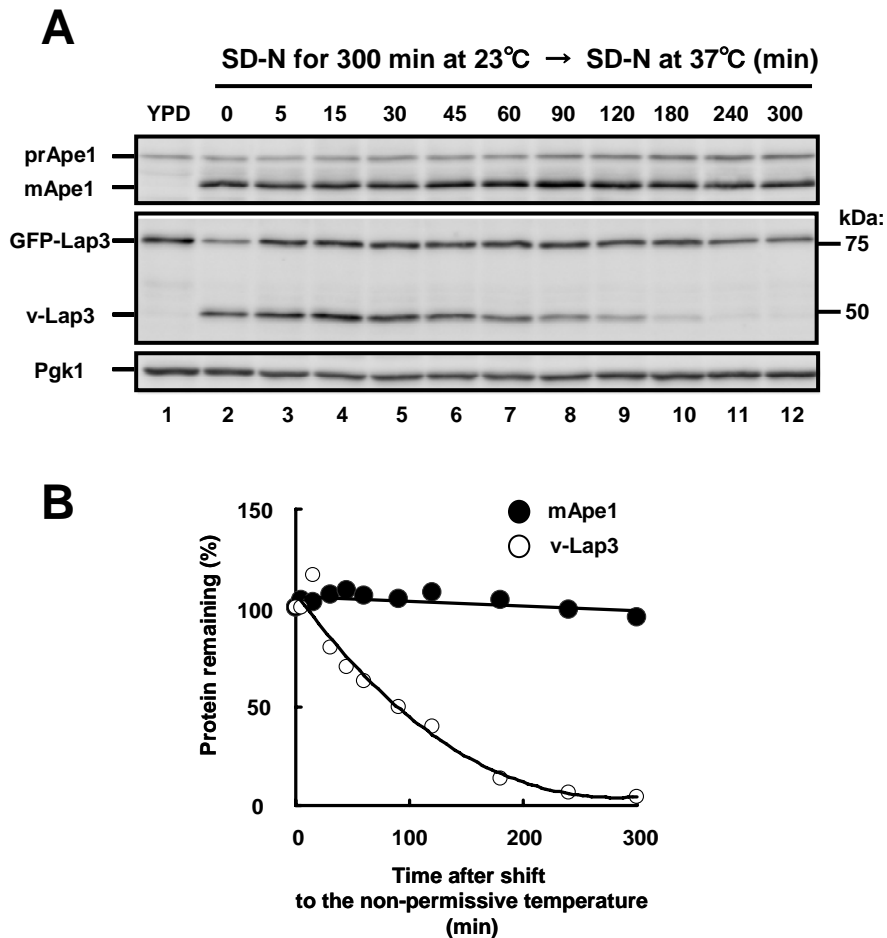 A
SD-N for 300 min at 23℃ → SD-N at 37℃ (min)
YPD 0 5 15 30 45 60 90 120 180 240 300
prApe1
mApe1
kDa:
GFP-Lap3
75
v-Lap3
50
Pgk1
1 2 3 4 5 6 7 8 9 10 11 12
B
mApe1
v-Lap3
Protein remaining (%)
150
100
50
0
0 100 200 300
Time after shift
to the non-permissive temperature
(min)